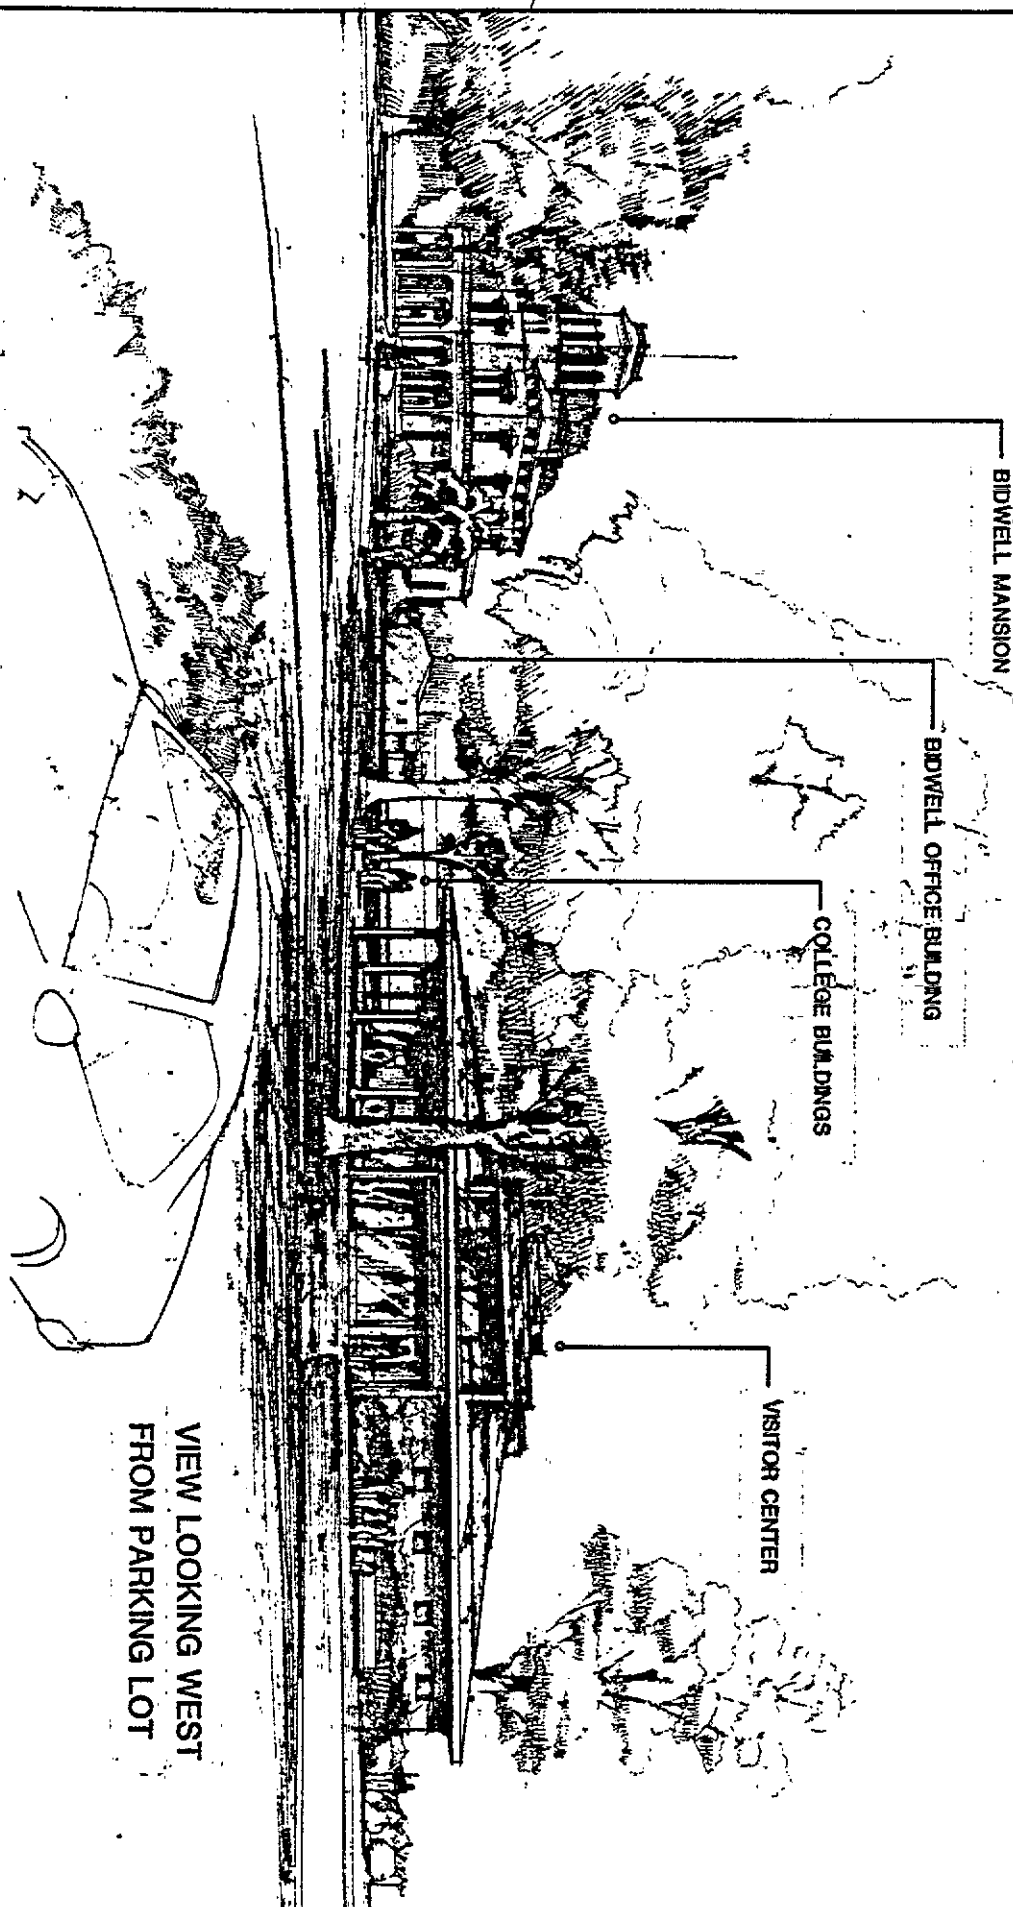 BIDWELL MANSION
BIDWELL OFFICE BUILDING
COLLEGE BUILDINGS
VISITOR CENTER
VIEW LOOKING WEST
FROM PARKING LOT